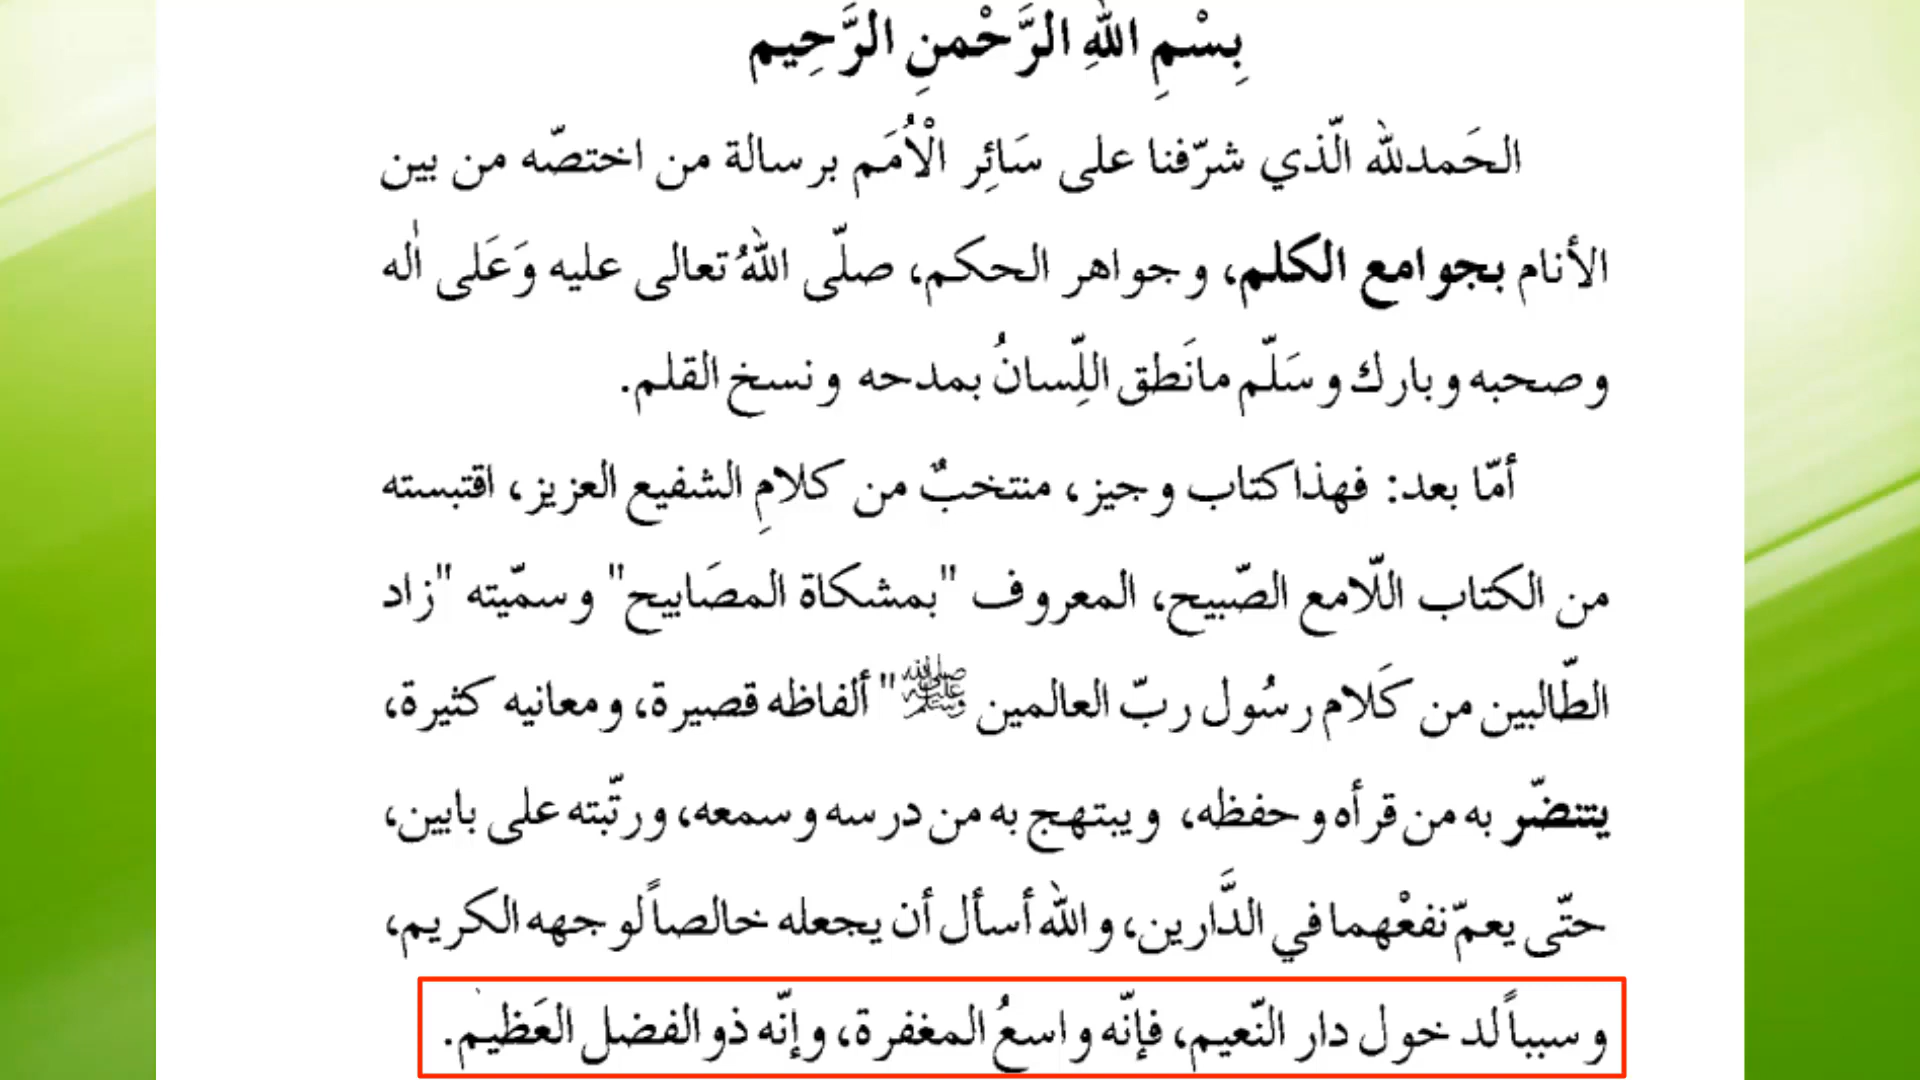 بِسْمِ اللهِ الرَّحْمنِ الرَّحِيم
الحَمدلله الّذي شرّفنا على سَائِر الْأُمَم برسالة من اختصّه من بين
الأنام بجوامع الكلم، وجواهر الحكم، صلّى اللهُ تعالى عليه وَعَلى اٰله
وصحبه وبارك وسَلّم مانَطق اللِّسانُ بمدحه ونسخ القلم.
أمّا بعد: فهذا كتاب وجيز، منتخبٌ من كلامِ الشفيع العزيز، اقتبسته
من الكتاب اللّامع الصّبيح، المعروف "بمشكاة المصَابيح" وسمّيته "زاد
الطّالبين من كَلام رسُول ربّ العالمين ﷺ" ألفاظه قصيرة، ومعانيه كثيرة،
يتنضّر به من قرأه وحفظه، ويبتهج به من درسه وسمعه، ورتّبته على بابين،
حتّى يعمّ نفعْهما في الدَّارين، والله أسأل أن يجعله خالصاً لوجهه الكريم،
وسبباً لدخول دار النّعيم، فإنّه واسعُ المغفرة، وإنّه ذو الفضل العَظيم.